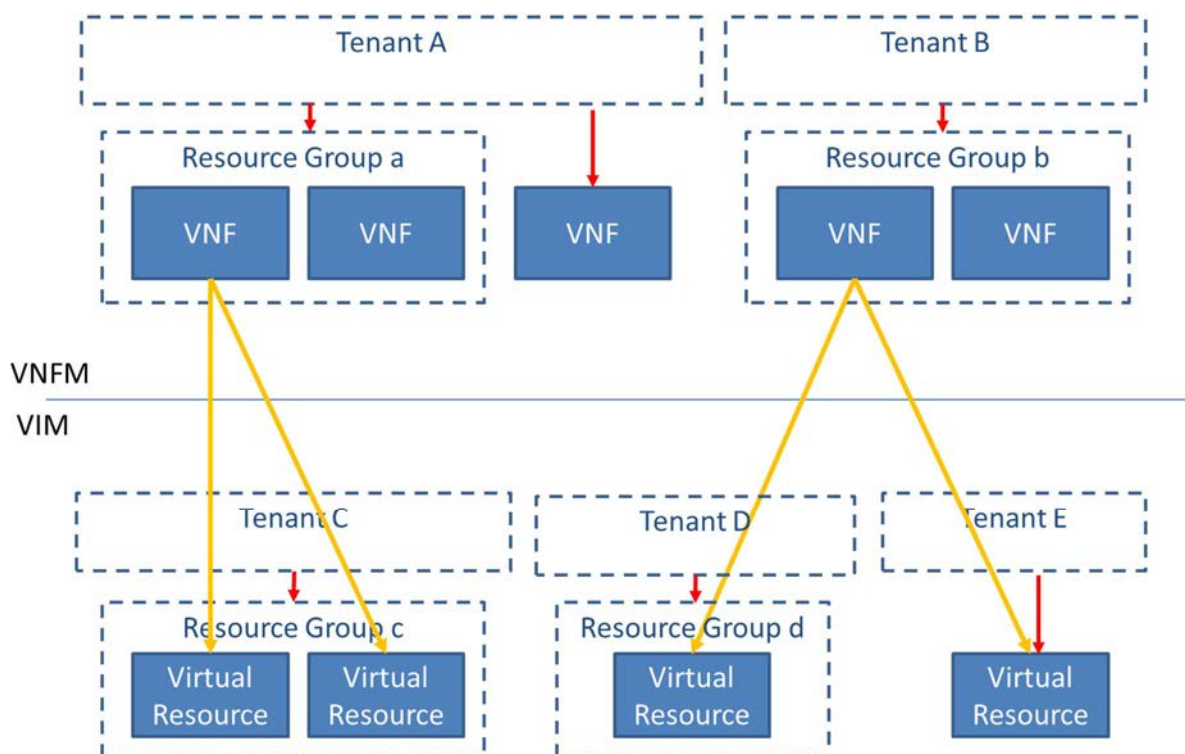 Tenant A
Tenant B
Resource Group a
Resource Group b
VNF
VNF
VNF
VNF
VNF
VNFM
VIM
Tenant C
Tenant D
Tenant E
Resource Group c
Resource Group d
Virtual
Resource
Virtual
Resource
Virtual
Resource
Virtual
Resource